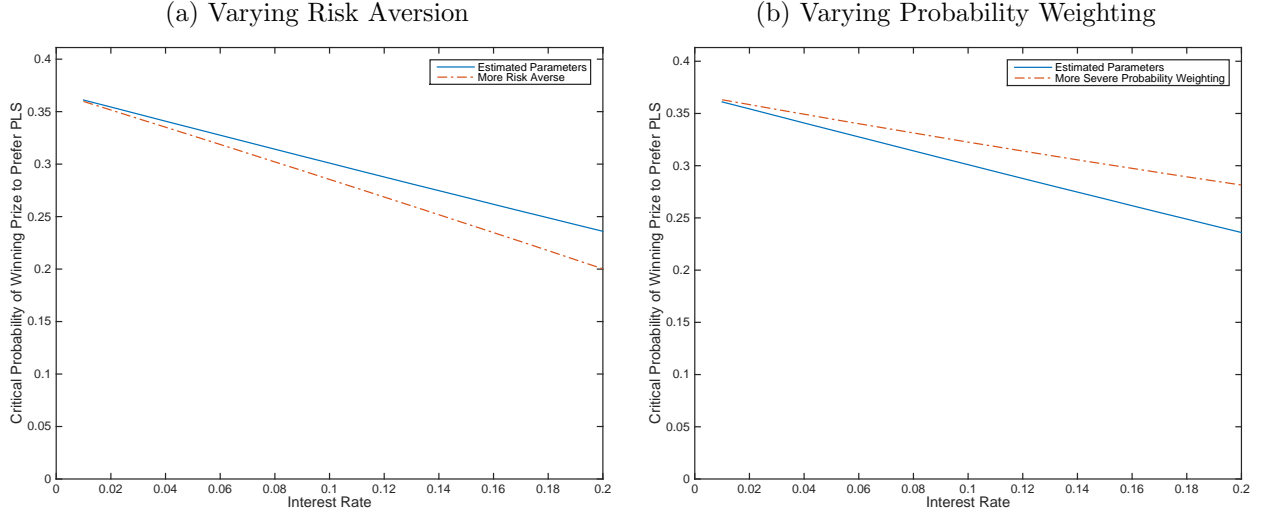 (a) Varying Risk Aversion
Estimated Parameters
More Risk Averse
Critical Probability of Winning Prize to Prefer PLS
0.4
0.35
0.3
0.25
0.2
0.15
0.1
0.05
0
0 0.02 0.04 0.06 0.08 0.1 0.12 0.14 0.16 0.18 0.2
Interest Rate
(b) Varying Probability Weighting
Estimated Parameters
More Severe Probability Weighting
Critical Probability of Winning Prize to Prefer PLS
0.4
0.35
0.3
0.25
0.2
0.15
0.1
0.05
0
0 0.02 0.04 0.06 0.08 0.1 0.12 0.14 0.16 0.18 0.2
Interest Rate